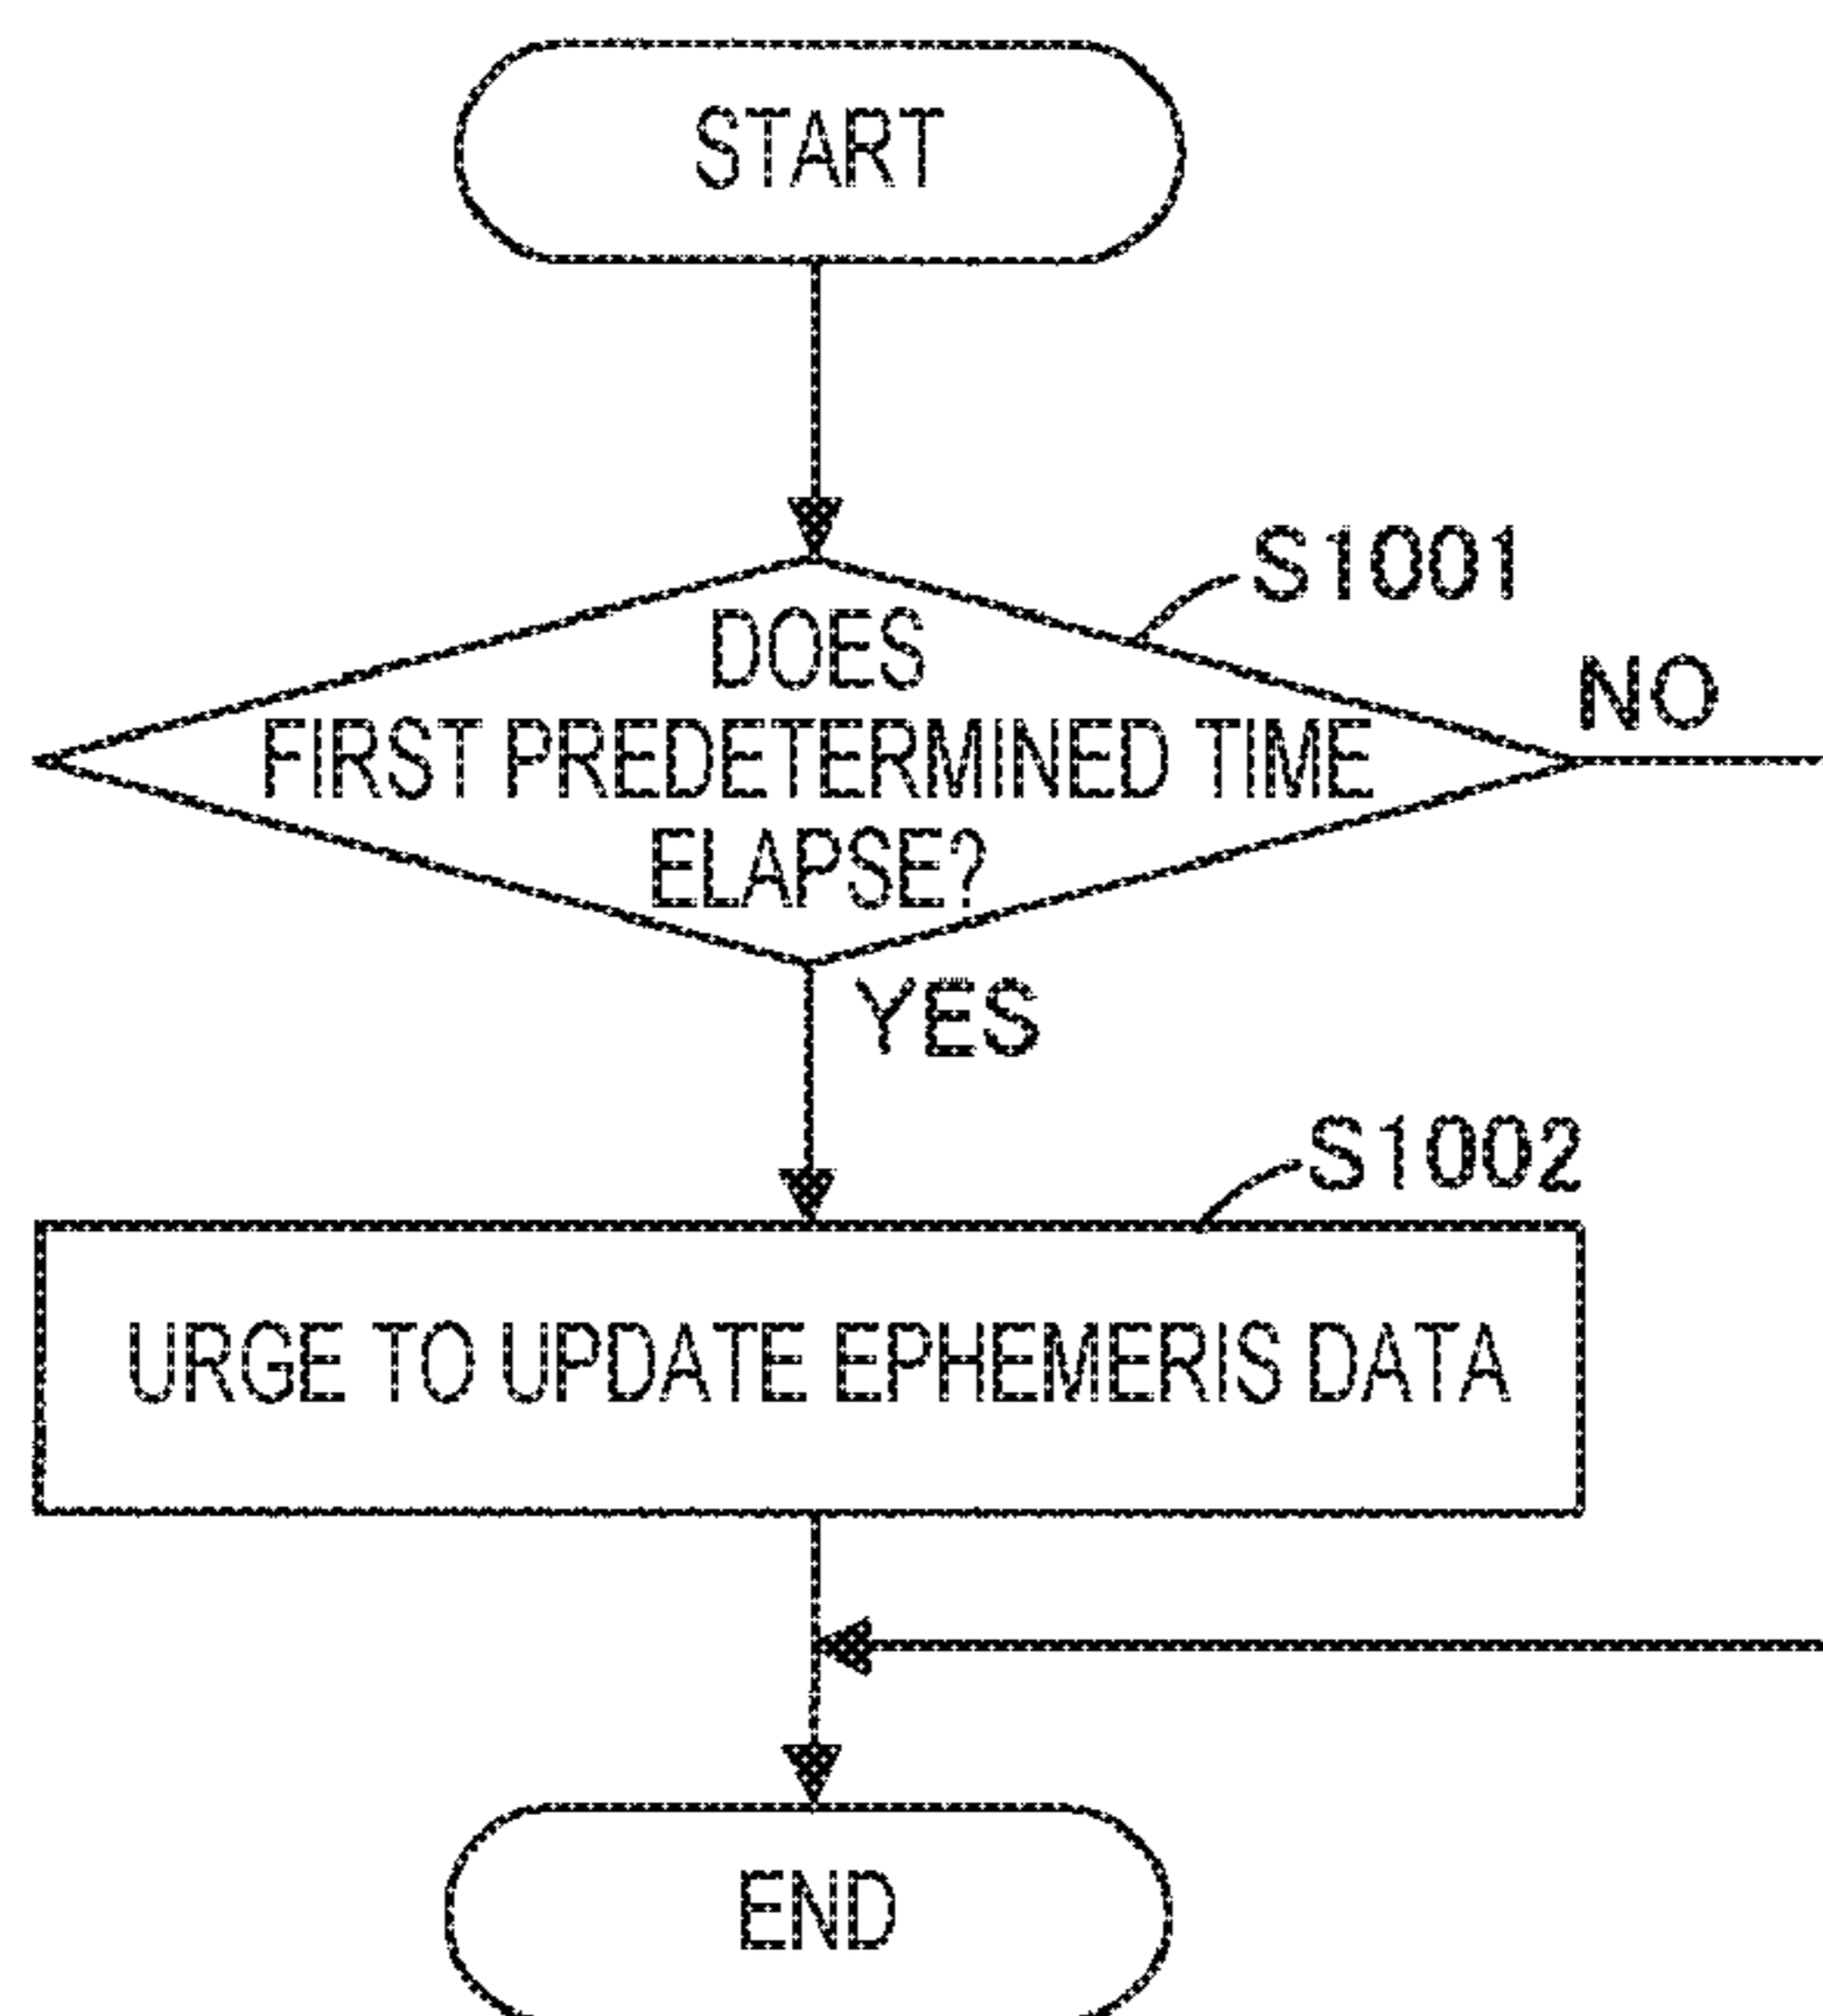 START
S1001
DOES
FIRST PREDETERMINED TIME
ELAPSE?
NO
YES
S1002
URGE TO UPDATE EPHEMERIS DATA
END